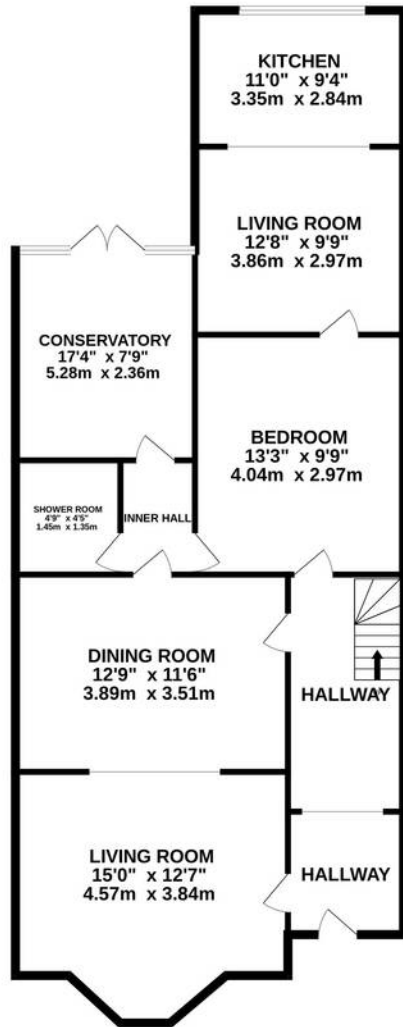 KITCHEN
11'0" x 9'4"
3.35m x 2.84m
LIVING ROOM
12'8" x 9'9"
3.86m x 2.97m
CONSERVATORY
17'4" x 7'9"
5.28m x 2.36m
BEDROOM
13'3" x 9'9"
4.04m x 2.97m
SHOWER ROOM
4'9" x 4'5"
1.45m x 1.35m
INNER HALL
DINING ROOM
12'9" x 11'6"
3.89m x 3.51m
HALLWAY
LIVING ROOM
15'0" x 12'7"
4.57m x 3.84m
HALLWAY